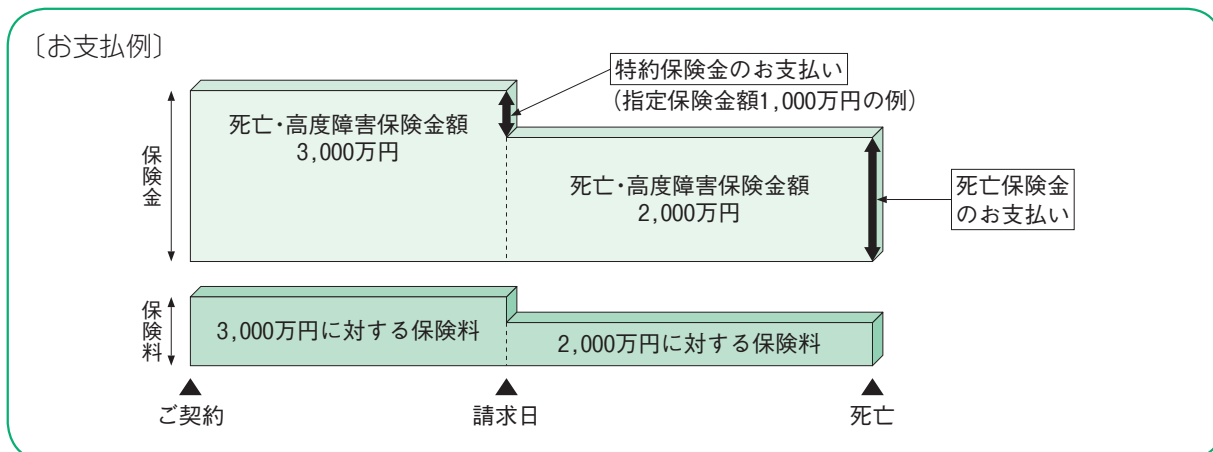 〔お支払例〕
特約保険金のお支払い
（指定保険金額1,000万円の例）
死亡・高度障害保険金額
3,000万円
保険金
死亡・高度障害保険金額
2,000万円
死亡保険金
のお支払い
保険料
3,000万円に対する保険料
2,000万円に対する保険料
ご契約
請求日
死亡